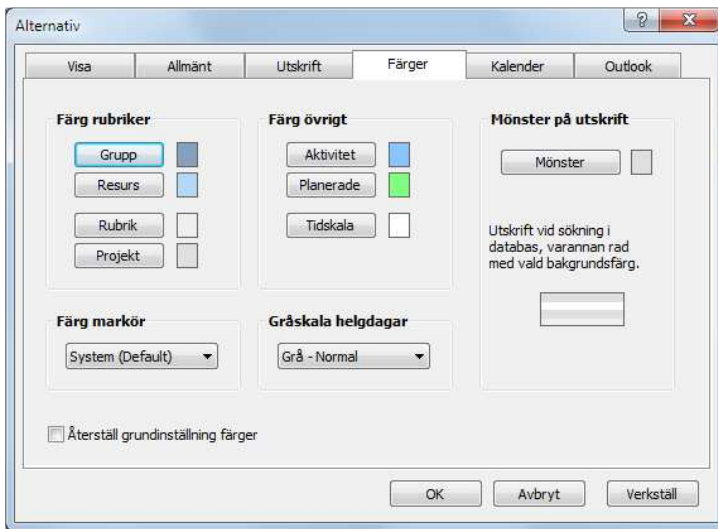 Alternativ
Visa
Allmänt
Utskrift
Färger
Kalender
Outlook
Färg rubriker
Grupp
Resurs
Rubrik
Projekt
Färg övrigt
Aktivitet
Planerade
Tidskala
Mönster på utskrift
Mönster
Utskrift vid sökning i
databas, varannan rad
med vald bakgrundsfärg.
Färg markör
System (Default)
Gråskala helgdagar
Grå - Normal
Återställ grundinställning färger
OK
Avbryt
Verkställ